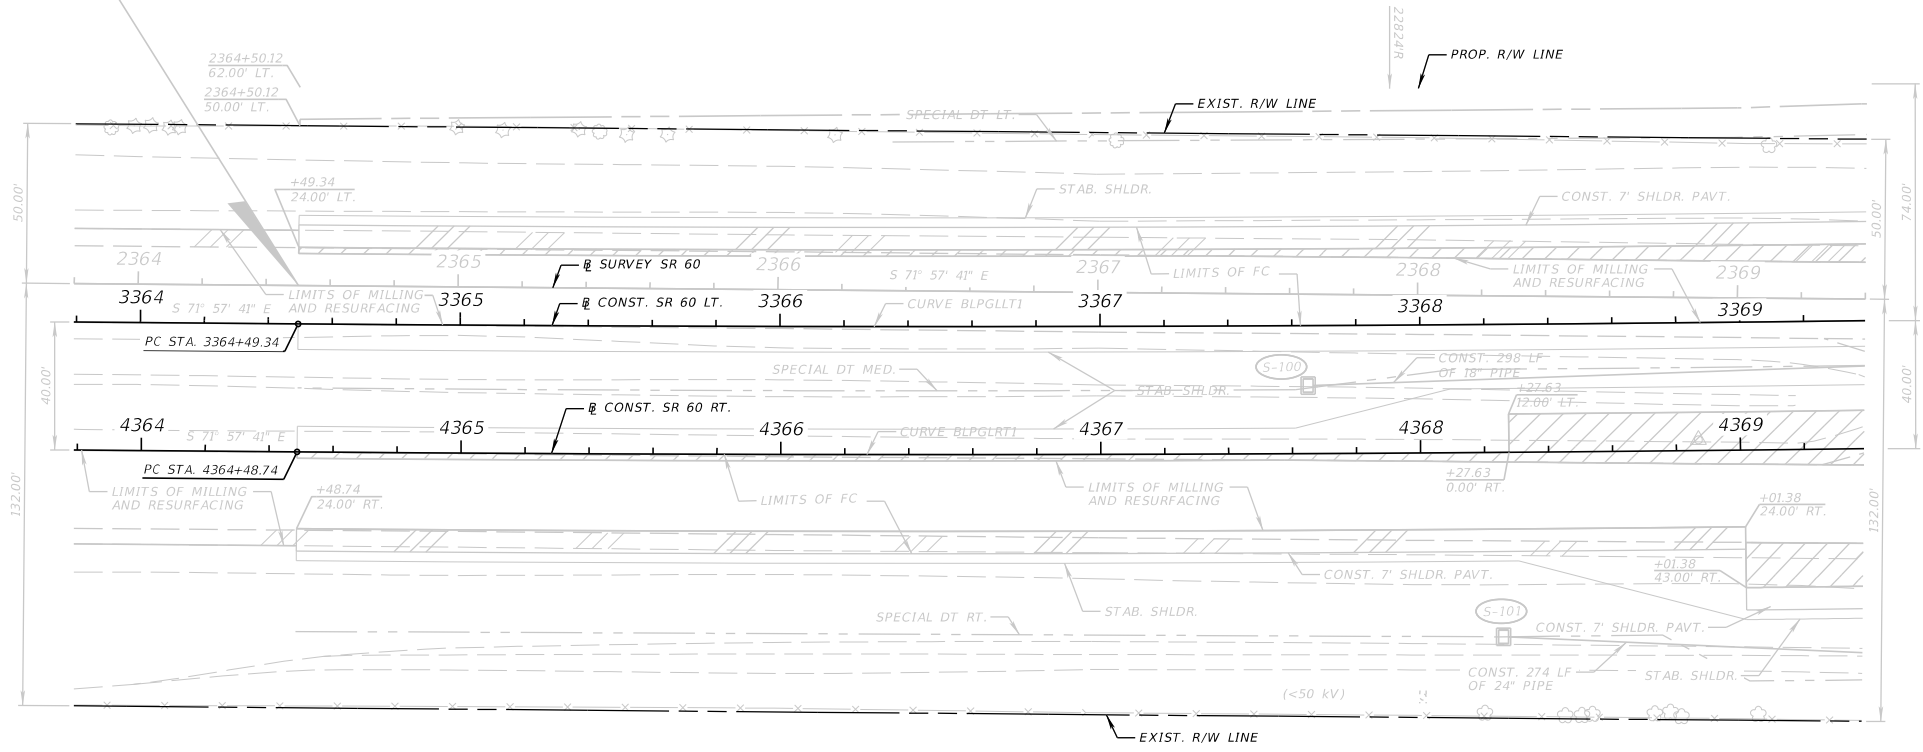 22824'R
PROP. R/W LINE
2364+50.12
62.00' LT.
2364+50.12
50.00' LT.
EXIST. R/W LINE
SPECIAL DT LT.
50.00'
+49.34
24.00' LT.
STAB. SHLDR.
CONST. 7' SHLDR. PAVT.
74.00'
50.00'
2364
2365
2366
2367
2368
2369
SURVEY SR 60
S 71° 57' 41" E
LIMITS OF FC
LIMITS OF MILLING
AND RESURFACING
3364
S 71° 57' 41" E
LIMITS OF MILLING
AND RESURFACING
3365
CONST. SR 60 LT.
3366
CURVE BLPGLLT1
3367
3368
3369
PC STA. 3364+49.34
40.00'
SPECIAL DT MED.
S-100
CONST. 298 LF
OF 18" PIPE
STAB. SHLDR.
+27.63
12.00' LT.
40.00'
CONST. SR 60 RT.
4364
S 71° 57' 41" E
4365
4366
CURVE BLPGLRT1
4367
4368
4369
PC STA. 4364+48.74
+27.63
0.00' RT.
132.00'
LIMITS OF MILLING
AND RESURFACING
+48.74
24.00' RT.
LIMITS OF FC
LIMITS OF MILLING
AND RESURFACING
+01.38
24.00' RT.
132.00'
CONST. 7' SHLDR. PAVT.
+01.38
43.00' RT.
SPECIAL DT RT.
STAB. SHLDR.
S-101
CONST. 7' SHLDR. PAVT.
CONST. 274 LF
OF 24" PIPE
STAB. SHLDR.
(<50 kV)
EXIST. R/W LINE